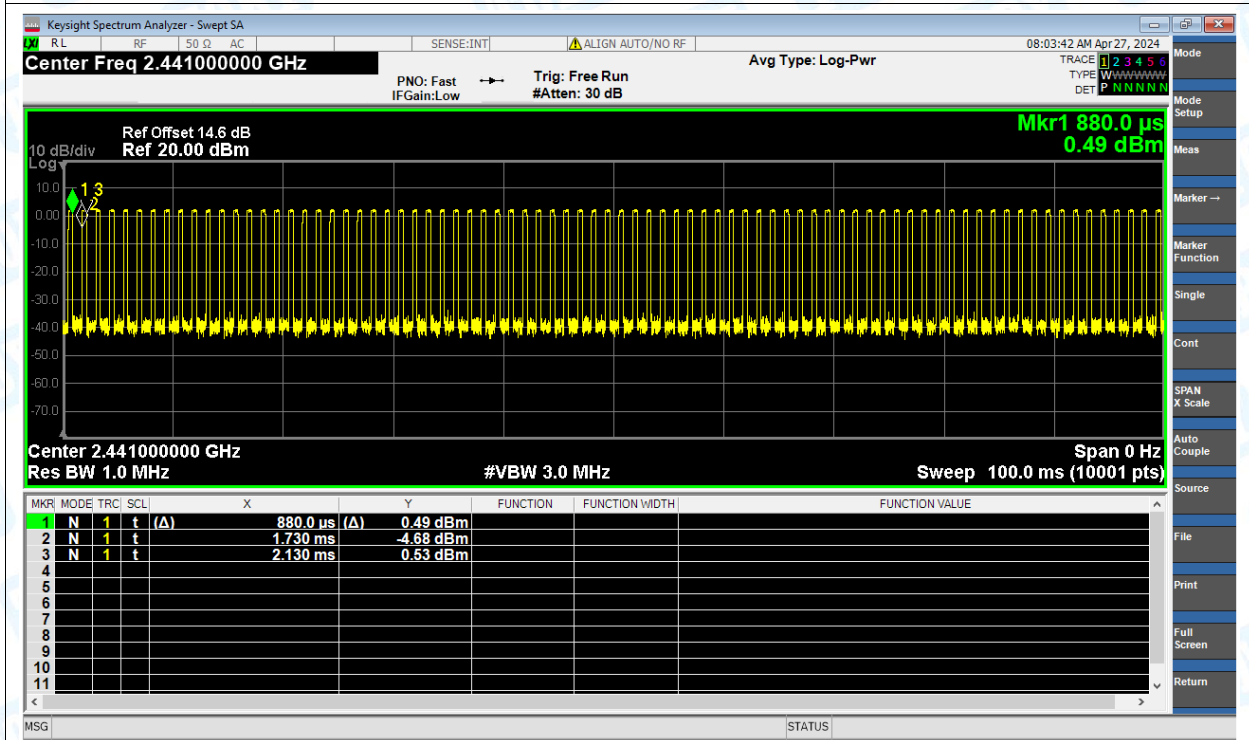 Keysight Spectrum Analyzer - Swept SA
LXI RL RF 50 Ω AC SENSE:INT ALIGN AUTO/NO RF 08:03:42 AM Apr 27, 2024
Center Freq 2.441000000 GHz
PNO: Fast
IFGain:Low
Trig: Free Run
#Atten: 30 dB
Avg Type: Log-Pwr
TRACE 1 2 3 4 5 6
TYPE WWWWWW
DET P N N N N N
Mkr1 880.0 µs
0.49 dBm
Ref Offset 14.6 dB
10 dB/div Ref 20.00 dBm
Log
10.0
0.00
-10.0
-20.0
-30.0
-40.0
-50.0
-60.0
-70.0
1 3
2
Center 2.441000000 GHz Span 0 Hz
Res BW 1.0 MHz #VBW 3.0 MHz Sweep 100.0 ms (10001 pts)
MKR MODE TRC SCL X Y FUNCTION FUNCTION WIDTH FUNCTION VALUE
1 N 1 t (Δ) 880.0 µs (Δ) 0.49 dBm
2 N 1 t 1.730 ms -4.68 dBm
3 N 1 t 2.130 ms 0.53 dBm
4
5
6
7
8
9
10
11
MSG STATUS
Mode
Mode
Setup
Meas
Marker →
Marker
Function
Single
Cont
SPAN
X Scale
Auto
Couple
Source
File
Print
Full
Screen
Return